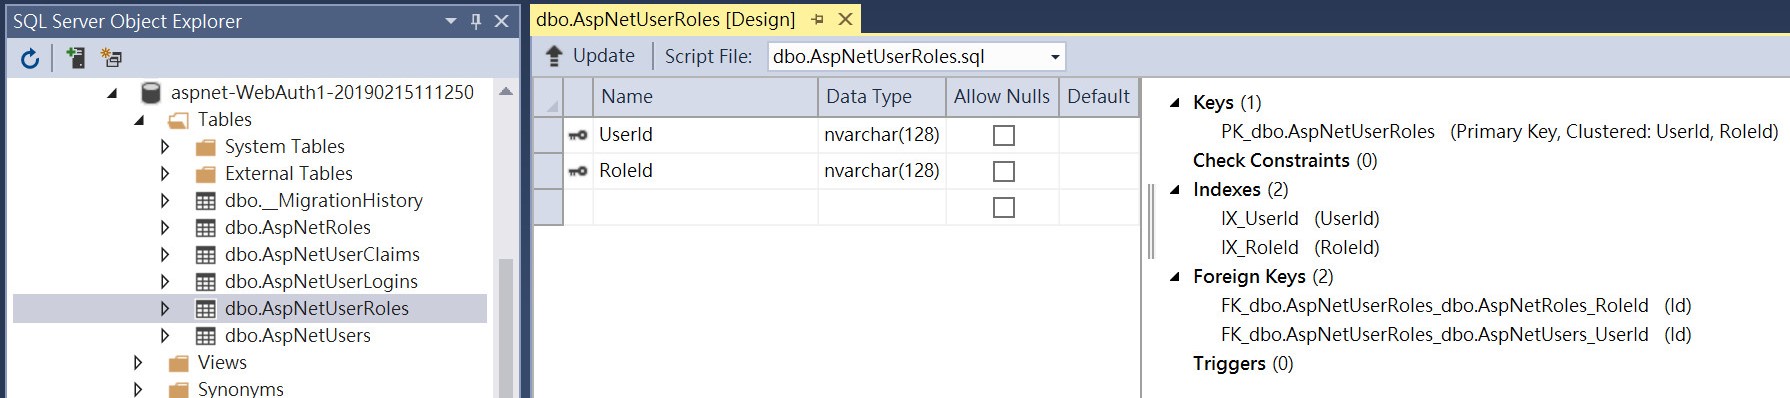 SQL Server Object Explorer
aspnet-WebAuth1-20190215111250
Tables
System Tables
External Tables
dbo.__MigrationHistory
dbo.AspNetRoles
dbo.AspNetUserClaims
dbo.AspNetUserLogins
dbo.AspNetUserRoles
dbo.AspNetUsers
Views
Synonyms
dbo.AspNetUserRoles [Design]
Update Script File: dbo.AspNetUserRoles.sql
Name Data Type Allow Nulls Default
UserId nvarchar(128)
RoleId nvarchar(128)
Keys (1)
PK_dbo.AspNetUserRoles (Primary Key, Clustered: UserId, RoleId)
Check Constraints (0)
Indexes (2)
IX_UserId (UserId)
IX_RoleId (RoleId)
Foreign Keys (2)
FK_dbo.AspNetUserRoles_dbo.AspNetRoles_RoleId (Id)
FK_dbo.AspNetUserRoles_dbo.AspNetUsers_UserId (Id)
Triggers (0)